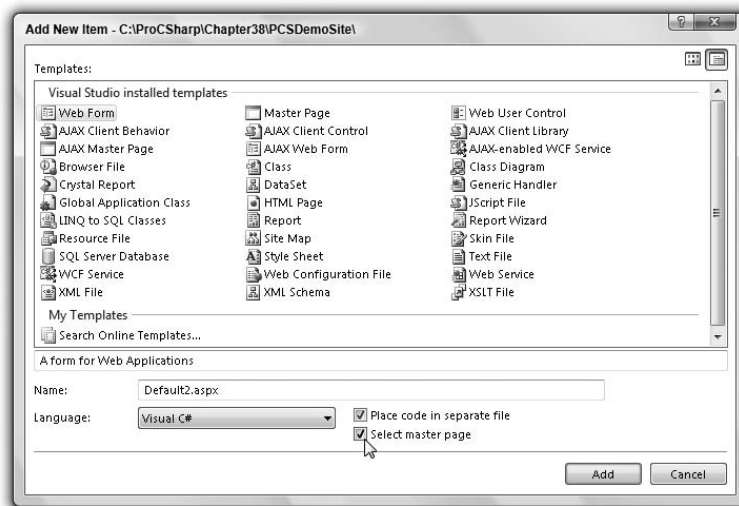 Add New Item - C:\ProCSharp\Chapter38\PCSDemoSite\
Templates:
Visual Studio installed templates
Web Form Master Page Web User Control
AJAX Client Behavior AJAX Client Control AJAX Client Library
AJAX Master Page AJAX Web Form AJAX-enabled WCF Service
Browser File Class Class Diagram
Crystal Report DataSet Generic Handler
Global Application Class HTML Page JScript File
LINQ to SQL Classes Report Report Wizard
Resource File Site Map Skin File
SQL Server Database Style Sheet Text File
WCF Service Web Configuration File Web Service
XML File XML Schema XSLT File
My Templates
Search Online Templates...
A form for Web Applications
Name: Default2.aspx
Language: Visual C# Place code in separate file
Select master page
Add Cancel